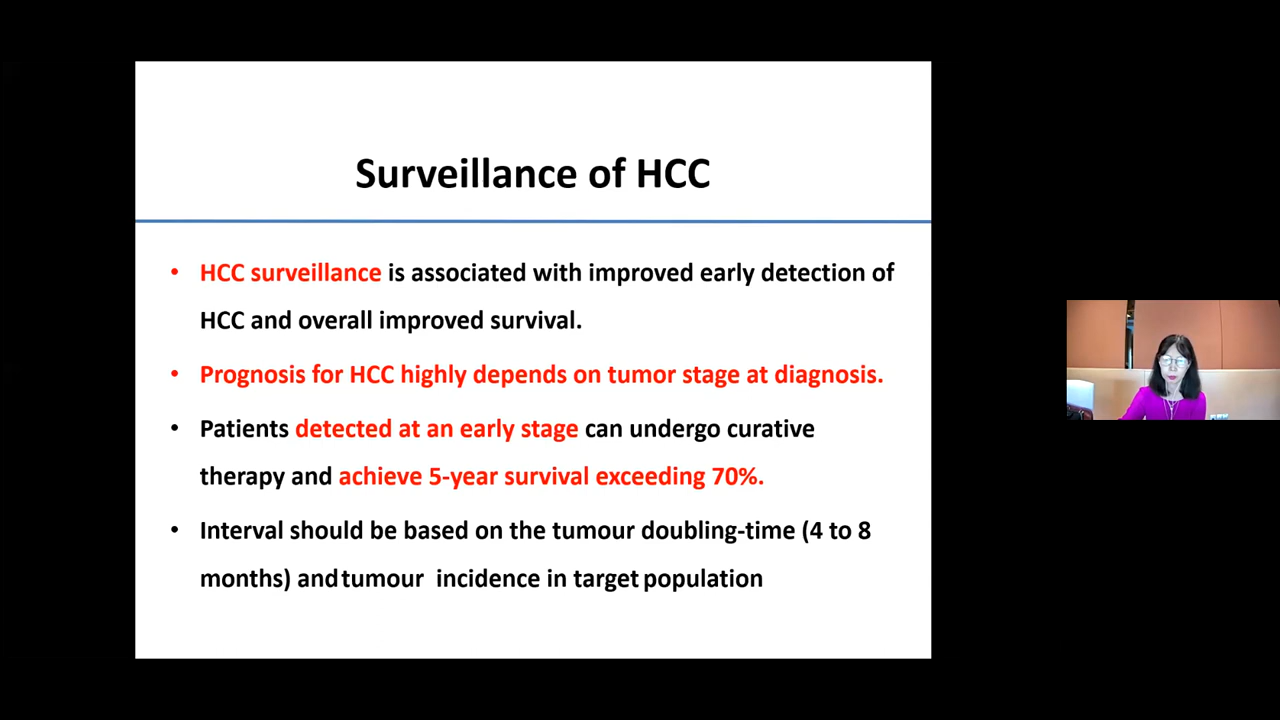 Surveillance of HCC
• HCC surveillance is associated with improved early detection of
HCC and overall improved survival.
• Prognosis for HCC highly depends on tumor stage at diagnosis.
• Patients detected at an early stage can undergo curative
therapy and achieve 5-year survival exceeding 70%.
• Interval should be based on the tumour doubling-time (4 to 8
months) and tumour incidence in target population